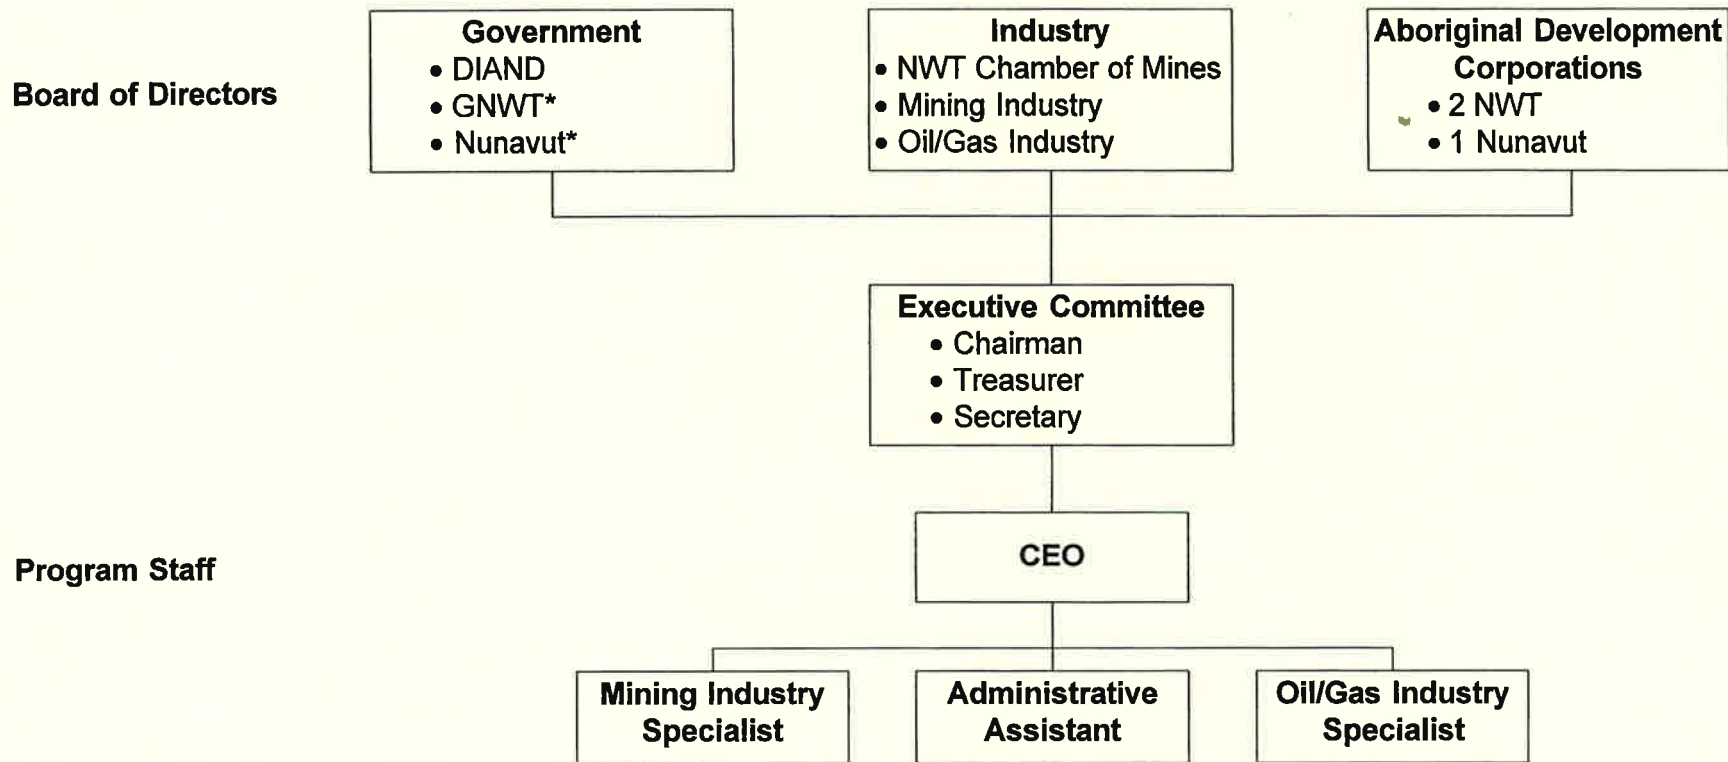 Board of Directors
Government
• DIAND
• GNWT*
• Nunavut*
Industry
• NWT Chamber of Mines
• Mining Industry
• Oil/Gas Industry
Aboriginal Development
Corporations
• 2 NWT
• 1 Nunavut
Executive Committee
• Chairman
• Treasurer
• Secretary
Program Staff
CEO
Mining Industry
Specialist
Administrative
Assistant
Oil/Gas Industry
Specialist